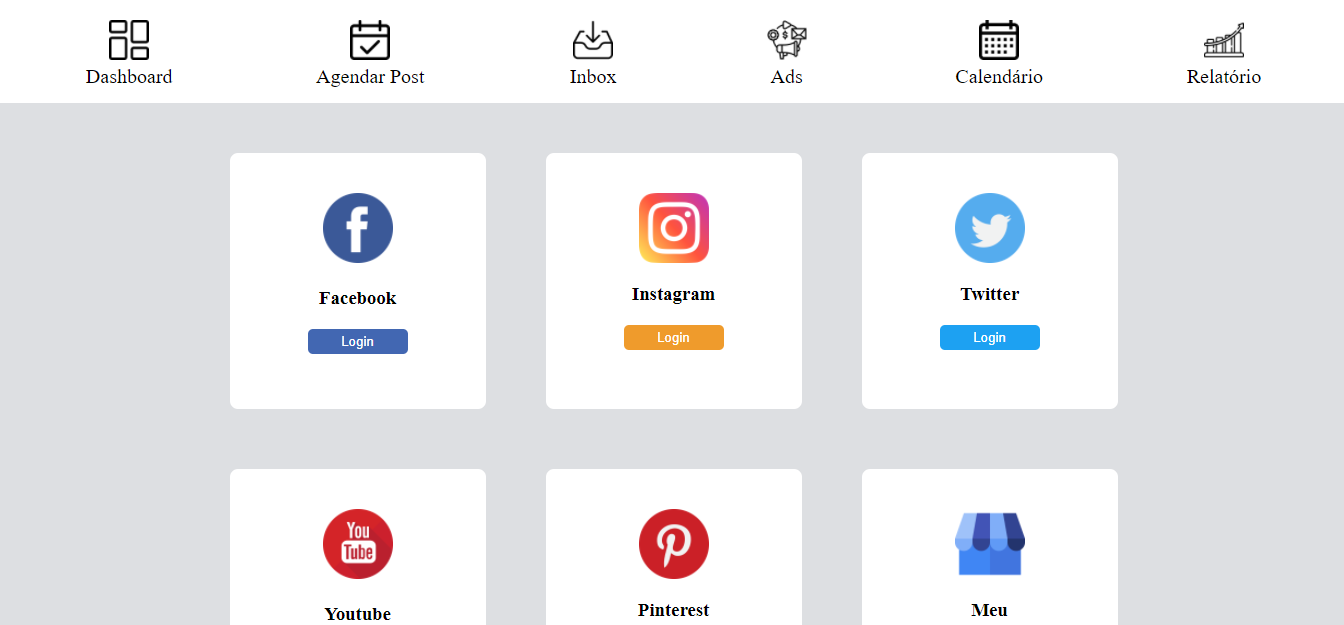 Dashboard
Agendar Post
Inbox
Ads
Calendário
Relatório
Facebook
Instagram
Twitter
Login
Login
Login
You
Tube
Youtube
Pinterest
Meu